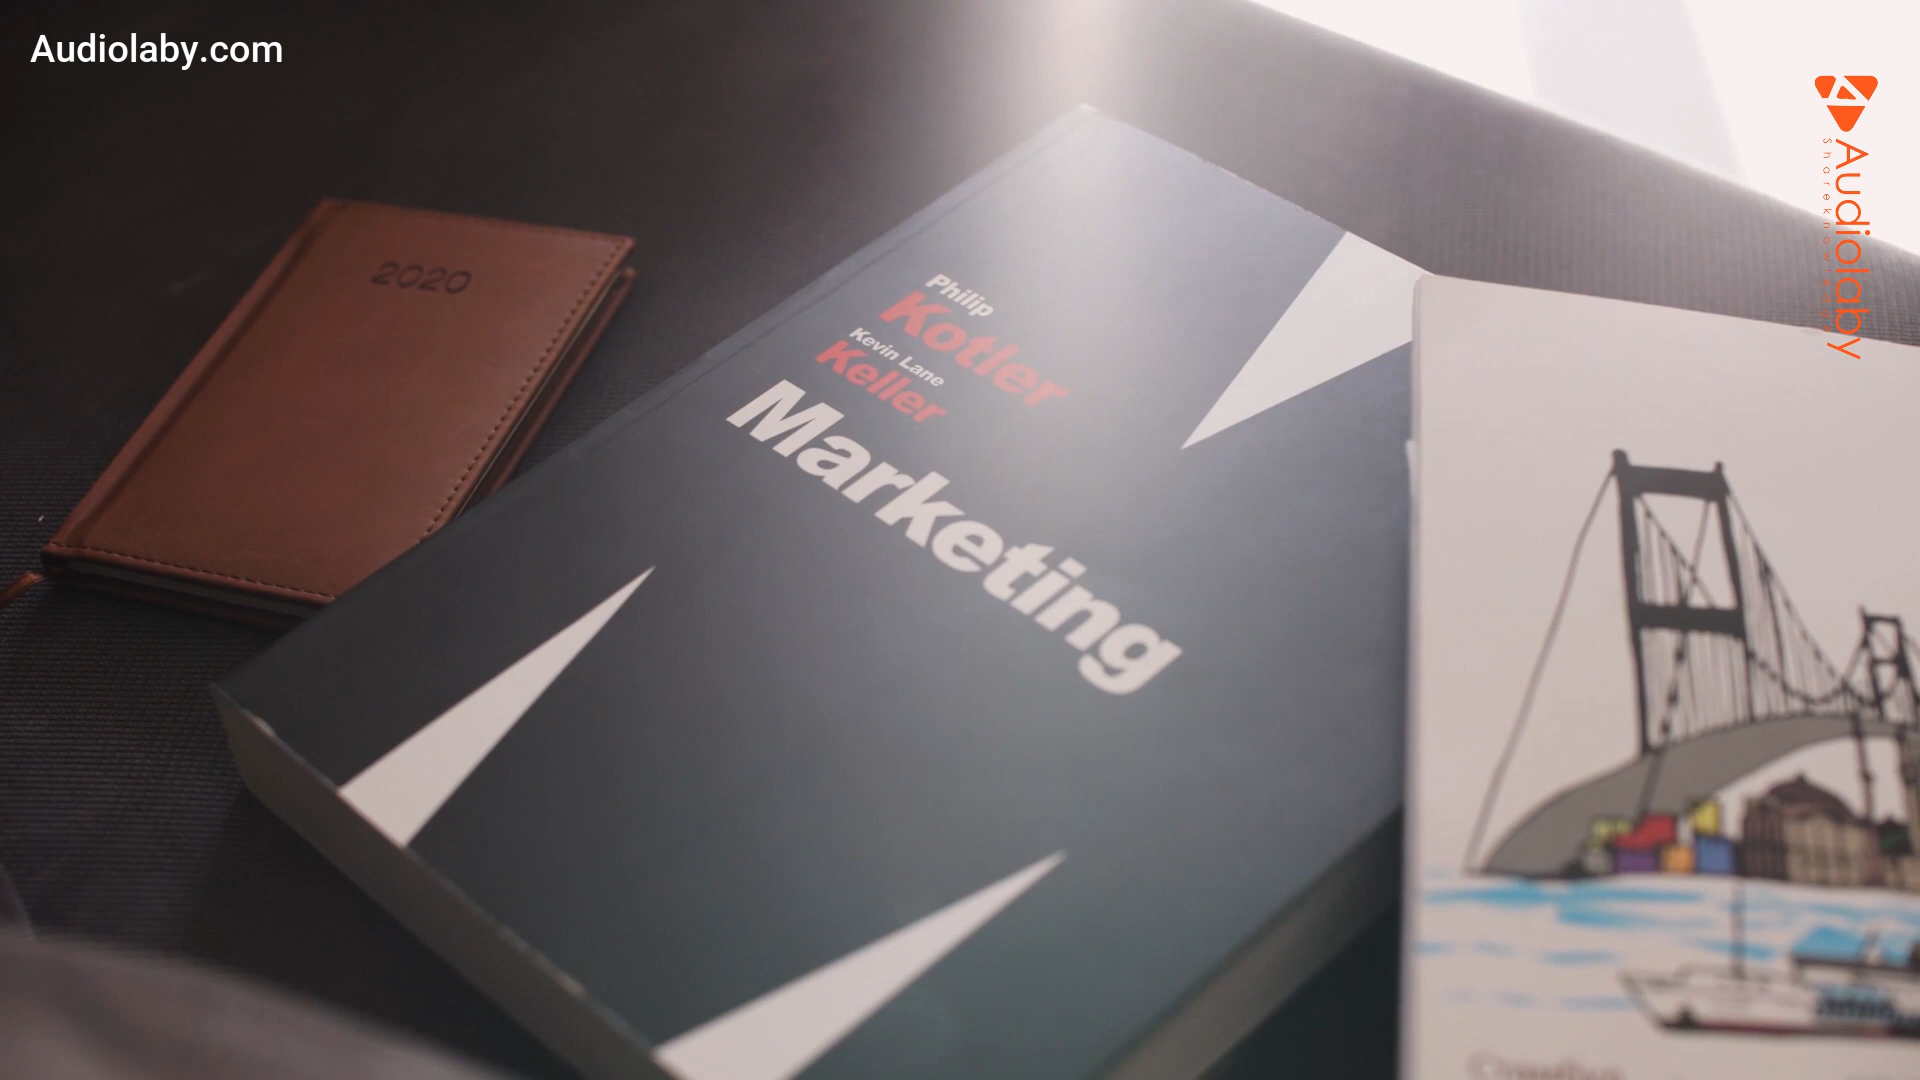 Audiolaby.com
2020
Philip
Kotler
Kevin Lane
Keller
Marketing
Audiolaby